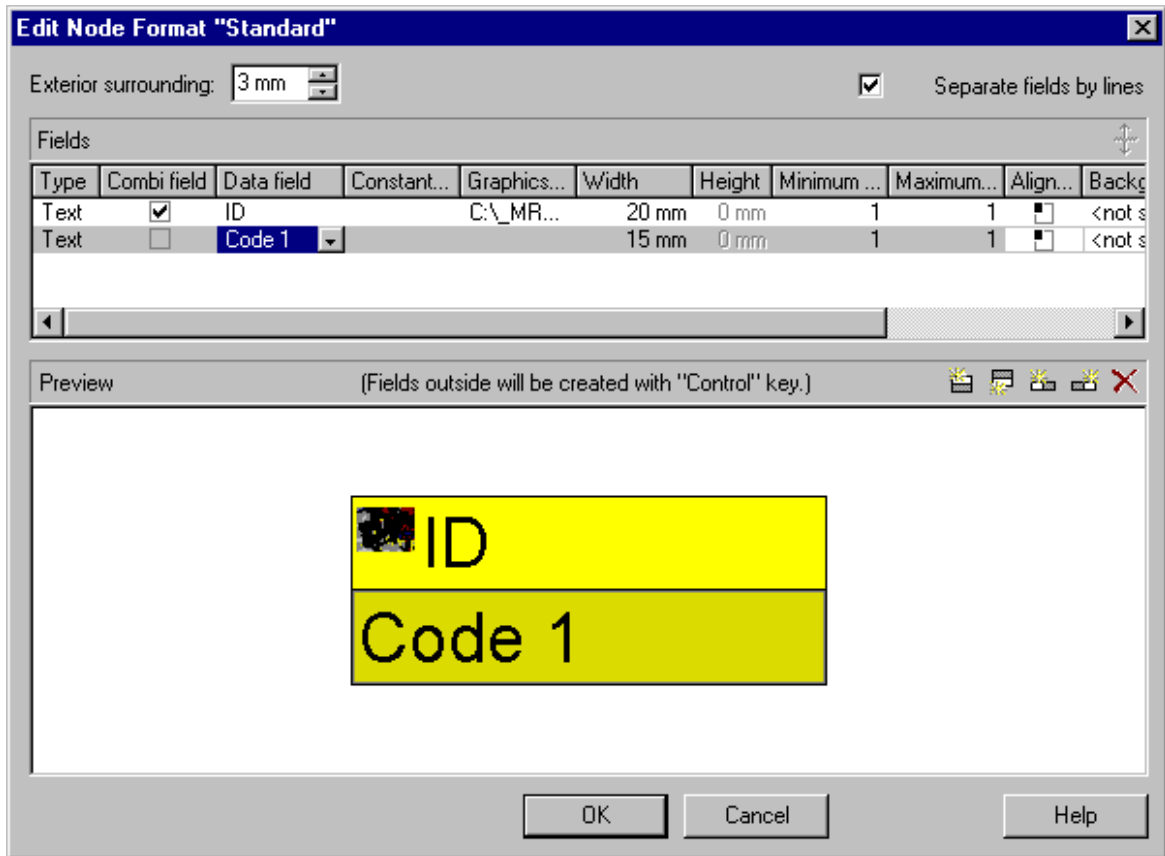 Edit Node Format "Standard"
Exterior surrounding: 3 mm Separate fields by lines
Fields
Type Combi field Data field Constant... Graphics... Width Height Minimum ... Maximum... Align... Backg
Text ID C:\_MR... 20 mm 0 mm 1 1 <not s
Text Code 1 15 mm 0 mm 1 1 <not s
Preview (Fields outside will be created with "Control" key.)
ID
Code 1
OK Cancel Help